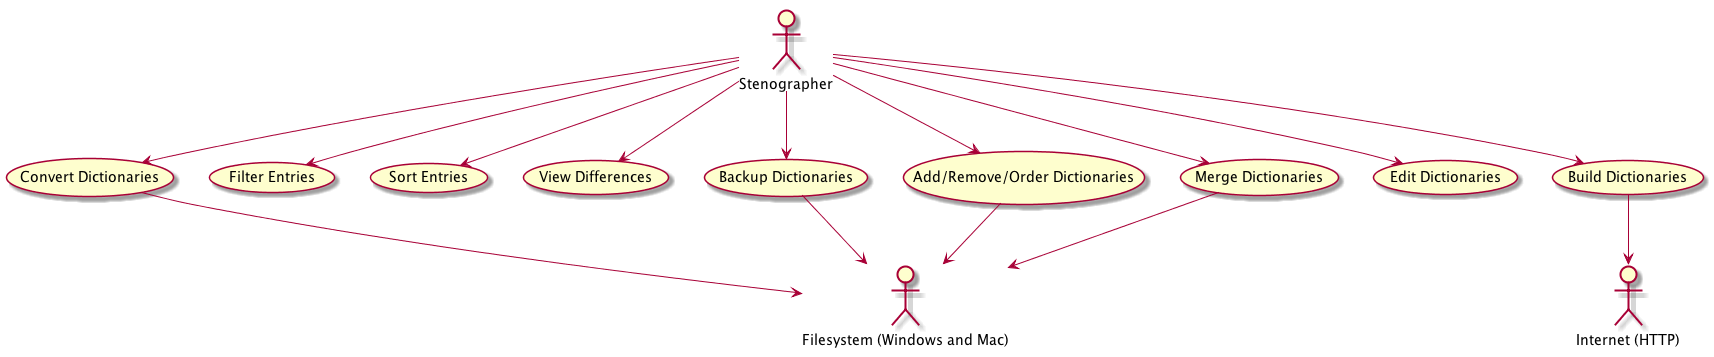 Stenographer
Convert Dictionaries
Filter Entries
Sort Entries
View Differences
Backup Dictionaries
Add/Remove/Order Dictionaries
Merge Dictionaries
Edit Dictionaries
Build Dictionaries
Filesystem (Windows and Mac)
Internet (HTTP)